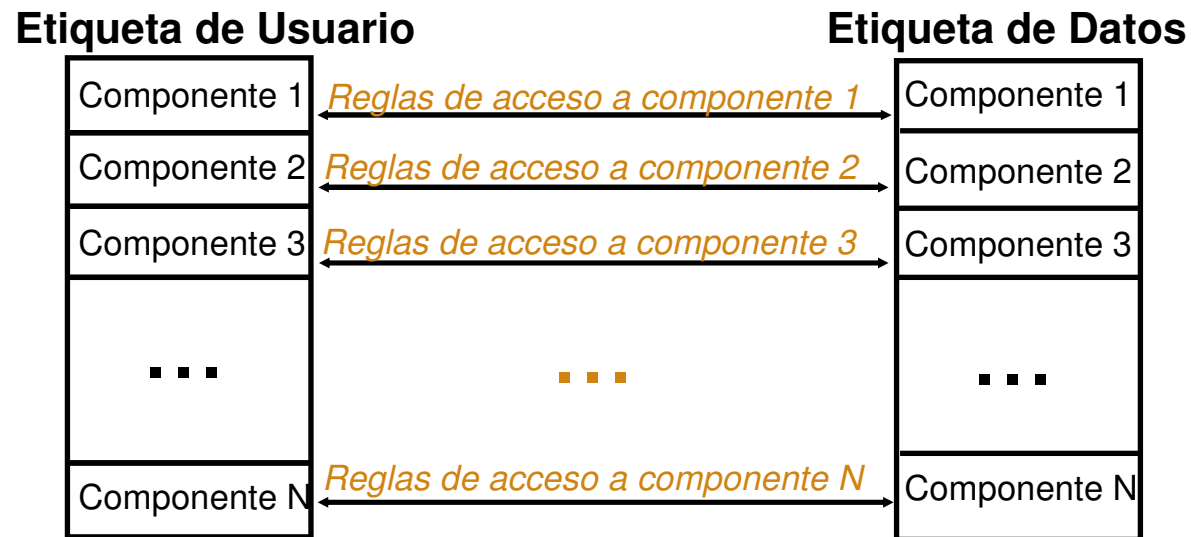 Etiqueta de Usuario Etiqueta de Datos
Componente 1 Reglas de acceso a componente 1 Componente 1
Componente 2 Reglas de acceso a componente 2 Componente 2
Componente 3 Reglas de acceso a componente 3 Componente 3
... ... ...
Componente N Reglas de acceso a componente N Componente N